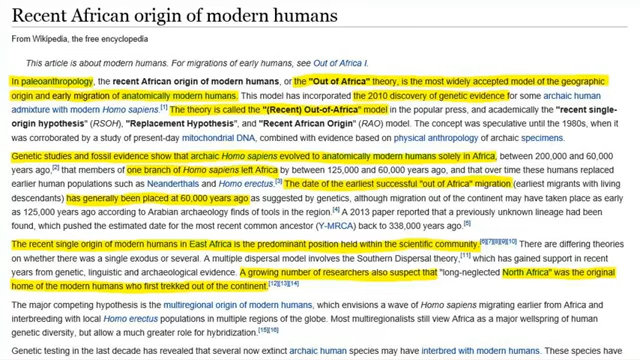 Recent African origin of modern humans
From Wikipedia, the free encyclopedia
This article is about modern humans. For migrations of early humans, see Out of Africa I.
In paleoanthropology, the recent African origin of modern humans, or the "Out of Africa" theory, is the most widely accepted model of the geographic
origin and early migration of anatomically modern humans. This model has incorporated the 2010 discovery of genetic evidence for some archaic human
admixture with modern Homo sapiens.[1] The theory is called the "(Recent) Out-of-Africa" model in the popular press, and academically the "recent single-
origin hypothesis" (RSOH), "Replacement Hypothesis", and "Recent African Origin" (RAO) model. The concept was speculative until the 1980s, when it
was corroborated by a study of present-day mitochondrial DNA, combined with evidence based on physical anthropology of archaic specimens.
Genetic studies and fossil evidence show that archaic Homo sapiens evolved to anatomically modern humans solely in Africa, between 200,000 and 60,000
years ago,[2] that members of one branch of Homo sapiens left Africa by between 125,000 and 60,000 years ago, and that over time these humans replaced
earlier human populations such as Neanderthals and Homo erectus.[3] The date of the earliest successful "out of Africa" migration (earliest migrants with living
descendants) has generally been placed at 60,000 years ago as suggested by genetics, although migration out of the continent may have taken place as early
as 125,000 years ago according to Arabian archaeology finds of tools in the region.[4] A 2013 paper reported that a previously unknown lineage had been
found, which pushed the estimated date for the most recent common ancestor (Y-MRCA) back to 338,000 years ago.[5]
The recent single origin of modern humans in East Africa is the predominant position held within the scientific community.[6][7][8][9][10] There are differing theories
on whether there was a single exodus or several. A multiple dispersal model involves the Southern Dispersal theory,[11] which has gained support in recent
years from genetic, linguistic and archaeological evidence. A growing number of researchers also suspect that "long-neglected North Africa" was the original
home of the modern humans who first trekked out of the continent.[12][13][14]
The major competing hypothesis is the multiregional origin of modern humans, which envisions a wave of Homo sapiens migrating earlier from Africa and
interbreeding with local Homo erectus populations in multiple regions of the globe. Most multiregionalists still view Africa as a major wellspring of human
genetic diversity, but allow a much greater role for hybridization.[15][16]
Genetic testing in the last decade has revealed that several now extinct archaic human species may have interbred with modern humans. These species have